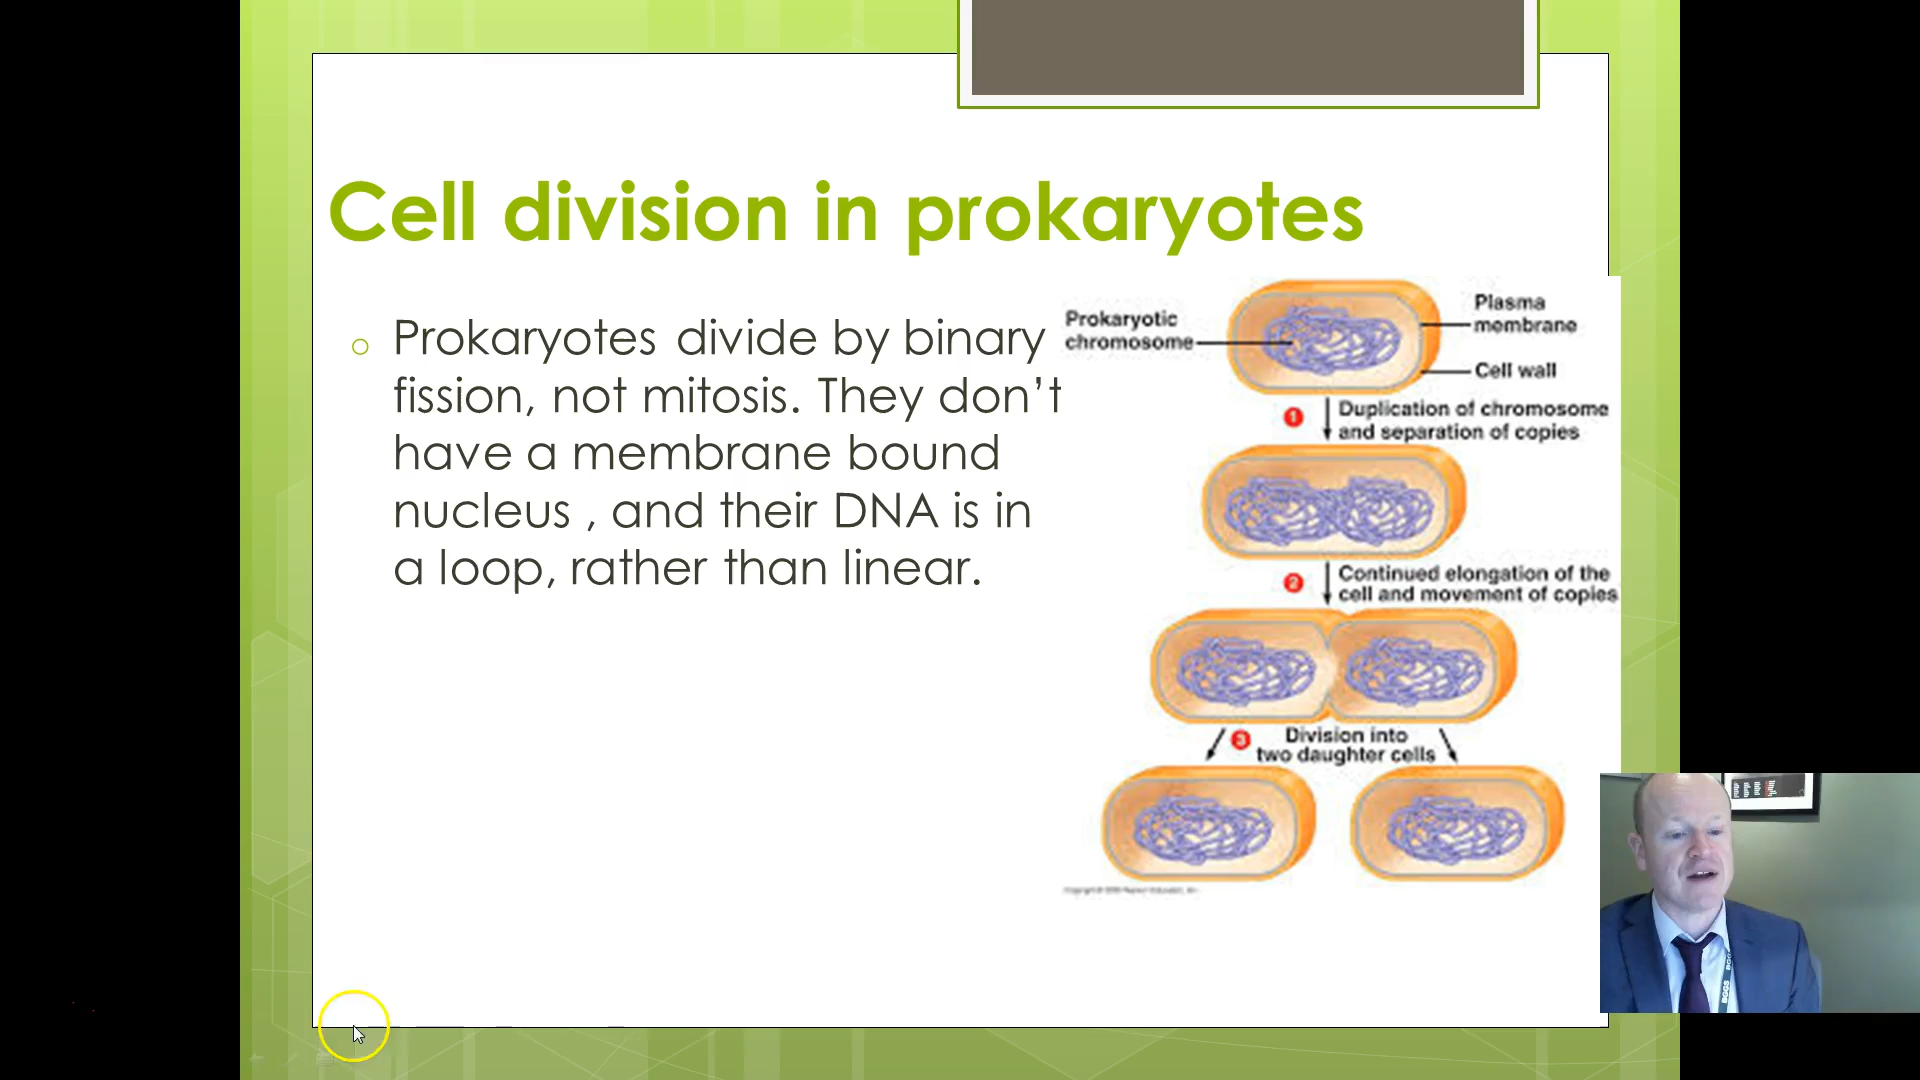 Cell division in prokaryotes
o Prokaryotes divide by binary
fission, not mitosis. They don’t
have a membrane bound
nucleus , and their DNA is in
a loop, rather than linear.
Prokaryotic
chromosome
Plasma
membrane
Cell wall
1 Duplication of chromosome
and separation of copies
2 Continued elongation of the
cell and movement of copies
3 Division into
two daughter cells
BGGS